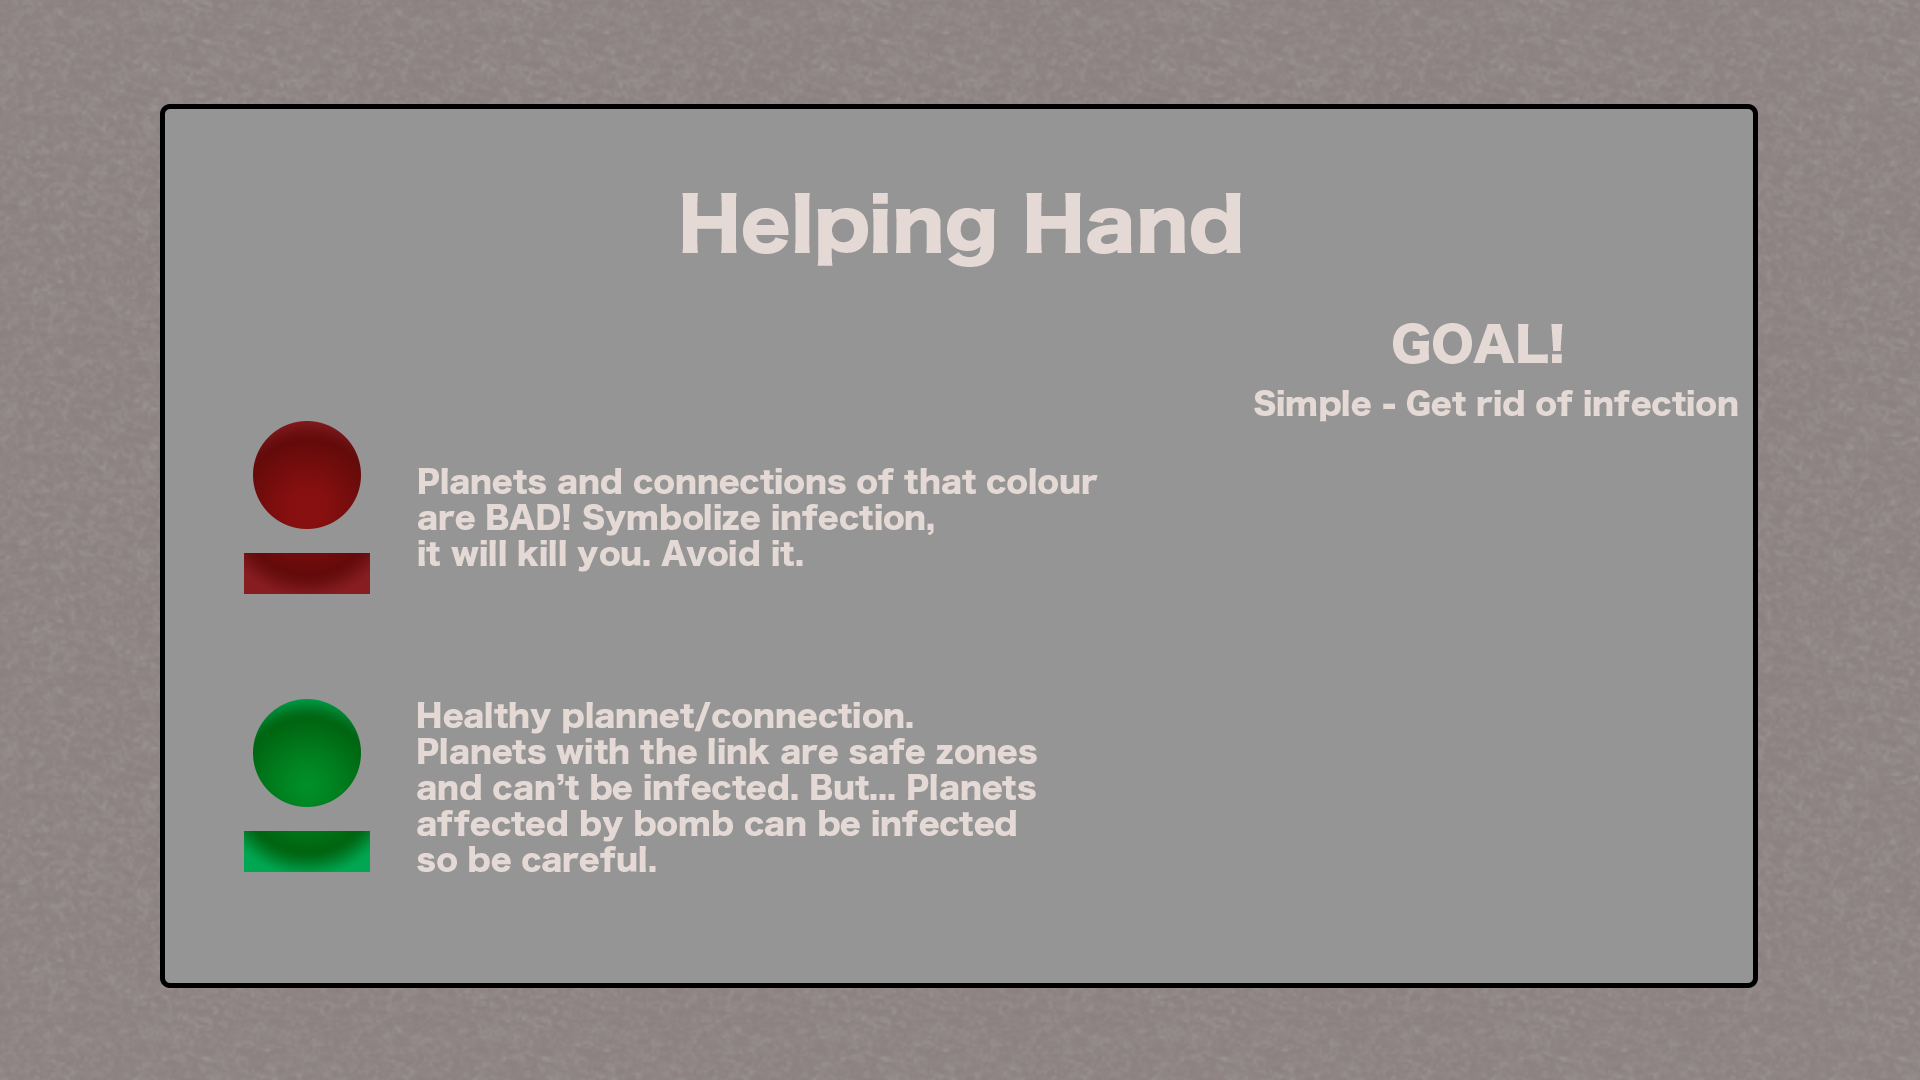 Helping Hand
GOAL!
Simple - Get rid of infection
Planets and connections of that colour
are BAD! Symbolize infection,
it will kill you. Avoid it.
Healthy plannet/connection.
Planets with the link are safe zones
and can’t be infected. But... Planets
affected by bomb can be infected
so be careful.